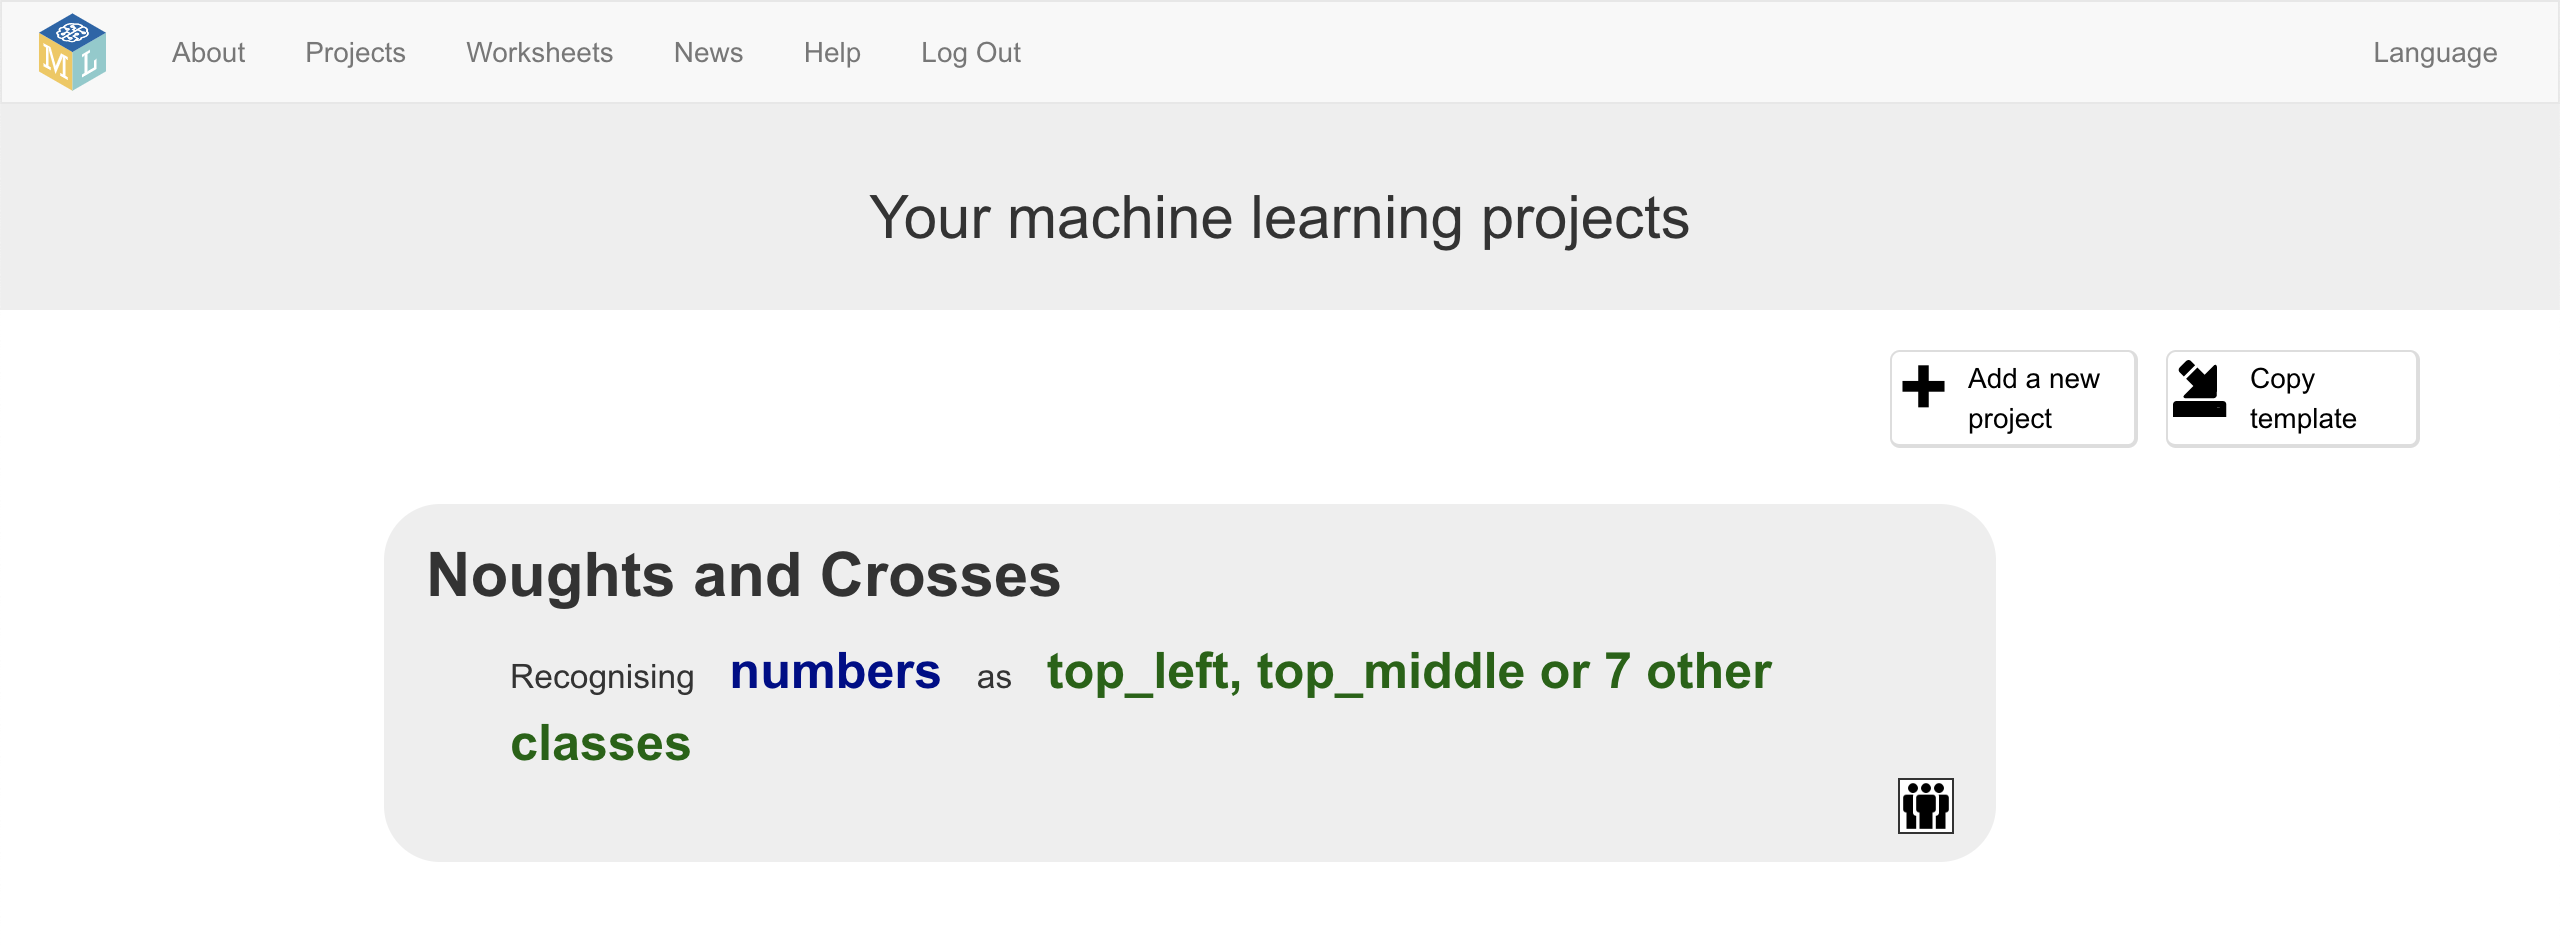 ML
About Projects Worksheets News Help Log Out Language
Your machine learning projects
Add a new
project
Copy
template
Noughts and Crosses
Recognising numbers as top_left, top_middle or 7 other
classes